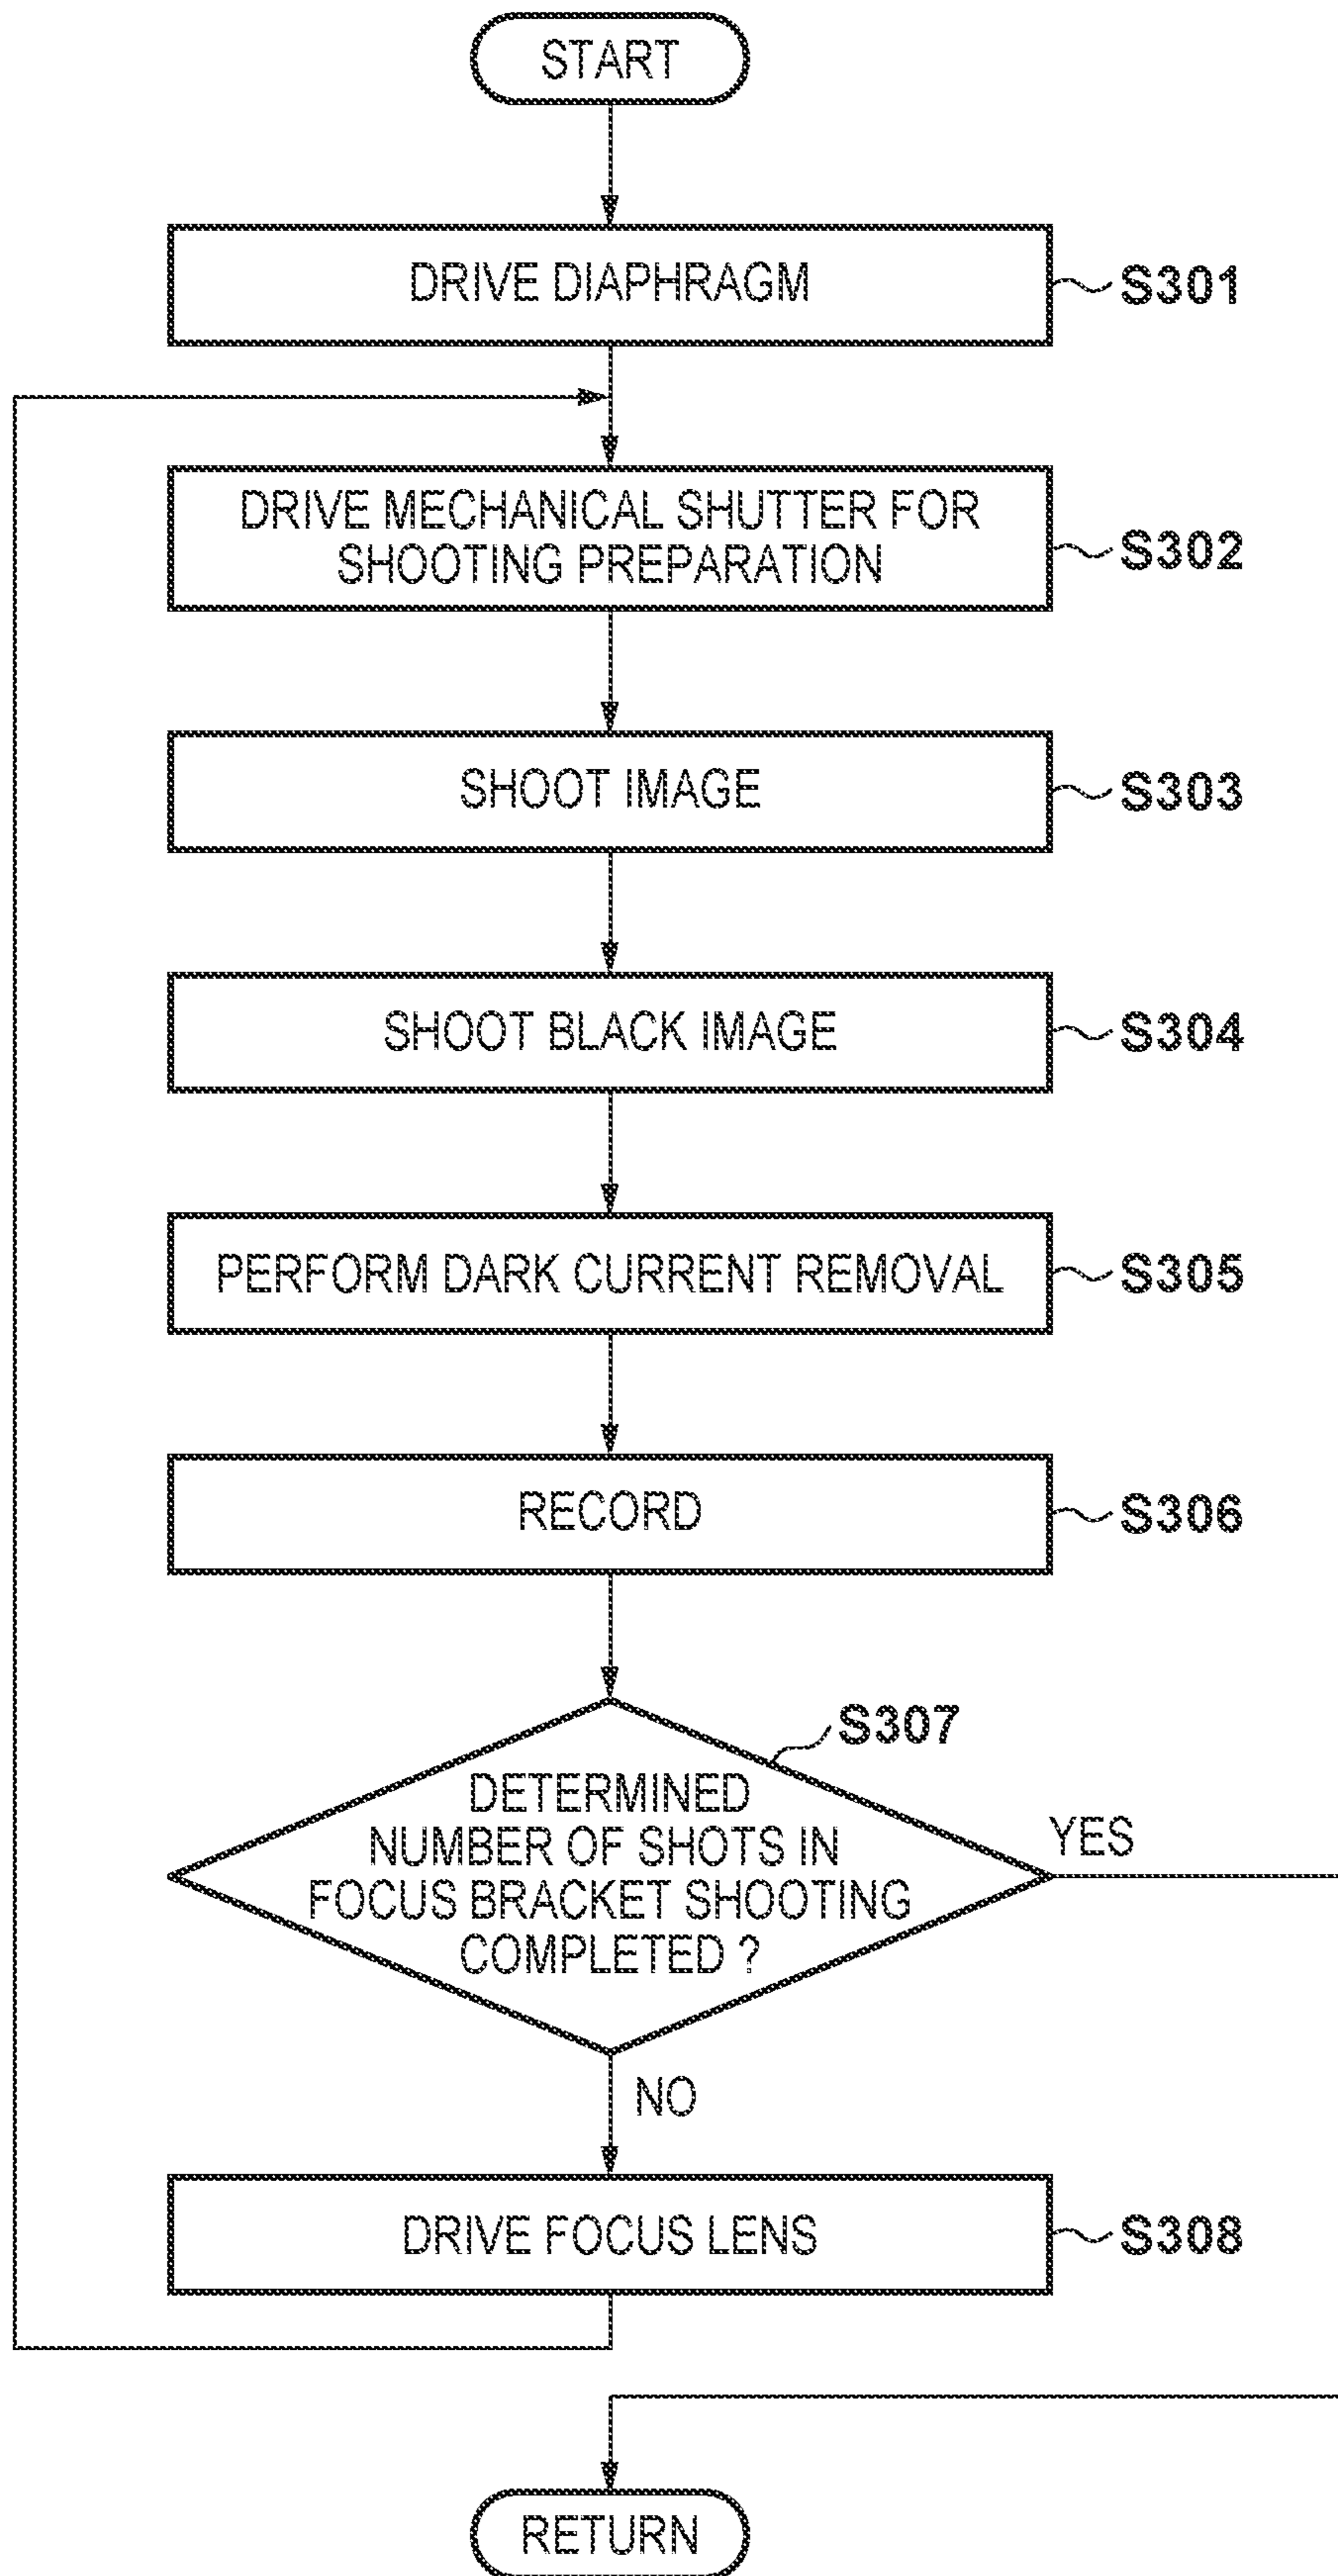 START
DRIVE DIAPHRAGM
S301
DRIVE MECHANICAL SHUTTER FOR
SHOOTING PREPARATION
S302
SHOOT IMAGE
S303
SHOOT BLACK IMAGE
S304
PERFORM DARK CURRENT REMOVAL
S305
RECORD
S306
S307
DETERMINED
NUMBER OF SHOTS IN
FOCUS BRACKET SHOOTING
COMPLETED ?
YES
NO
DRIVE FOCUS LENS
S308
RETURN